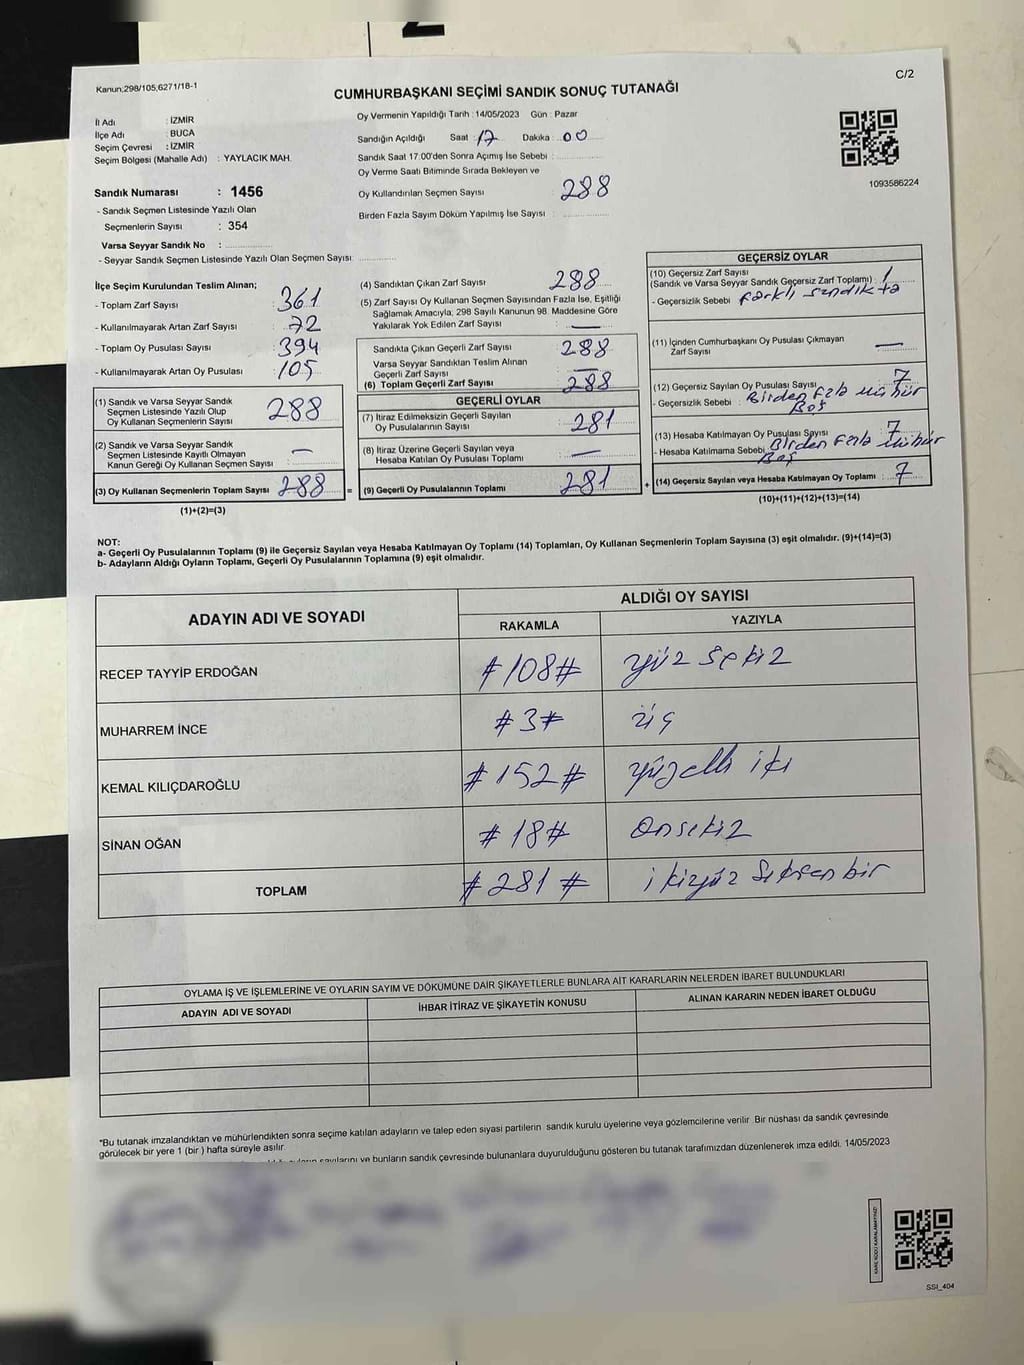 Kanun;298/105,6271/18-1
C/2
CUMHURBAŞKANI SEÇİMİ SANDIK SONUÇ TUTANAĞI
İl Adı : İZMİR
İlçe Adı : BUCA
Seçim Çevresi : İZMİR
Seçim Bölgesi (Mahalle Adı) : YAYLACIK MAH.
Sandık Numarası : 1456
- Sandık Seçmen Listesinde Yazılı Olan
Seçmenlerin Sayısı : 354
Varsa Seyyar Sandık No :
- Seyyar Sandık Seçmen Listesinde Yazılı Olan Seçmen Sayısı:
Oy Vermenin Yapıldığı Tarih : 14/05/2023 Gün : Pazar
Sandığın Açıldığı Saat : 17 Dakika : 00
Sandık Saat 17.00'den Sonra Açımış İse Sebebi :
Oy Verme Saati Bitiminde Sırada Bekleyen ve
Oy Kullandırılan Seçmen Sayısı 288
Birden Fazla Sayım Döküm Yapılmış İse Sayısı :
1093586224
İlçe Seçim Kurulundan Teslim Alınan;
- Toplam Zarf Sayısı : 361
- Kullanılmayarak Artan Zarf Sayısı : 72
- Toplam Oy Pusulası Sayısı : 394
- Kullanılmayarak Artan Oy Pusulası : 105
(1) Sandık ve Varsa Seyyar Sandık
Seçmen Listesinde Yazılı Olup
Oy Kullanan Seçmenlerin Sayısı : 288
(2) Sandık ve Varsa Seyyar Sandık
Seçmen Listesinde Kayıtlı Olmayan
Kanun Gereği Oy Kullanan Seçmen Sayısı : —
(3) Oy Kullanan Seçmenlerin Toplam Sayısı : 288 =
(1)+(2)=(3)
(4) Sandıktan Çıkan Zarf Sayısı 288
(5) Zarf Sayısı Oy Kullanan Seçmen Sayısından Fazla İse, Eşitliği
Sağlamak Amacıyla, 298 Sayılı Kanunun 98. Maddesine Göre
Yakılarak Yok Edilen Zarf Sayısı : —
Sandıkta Çıkan Geçerli Zarf Sayısı : 288
Varsa Seyyar Sandıktan Teslim Alınan
Geçerli Zarf Sayısı : —
(6) Toplam Geçerli Zarf Sayısı : 288
GEÇERLİ OYLAR
(7) İtiraz Edilmeksizin Geçerli Sayılan
Oy Pusulalarının Sayısı : 281
(8) İtiraz Üzerine Geçerli Sayılan veya
Hesaba Katılan Oy Pusulası Toplamı : —
(9) Geçerli Oy Pusulalarının Toplamı : 281 +
GEÇERSİZ OYLAR
(10) Geçersiz Zarf Sayısı
(Sandık ve Varsa Seyyar Sandık Geçersiz Zarf Toplamı) : 1
- Geçersizlik Sebebi : farklı sandıkta
(11) İçinden Cumhurbaşkanı Oy Pusulası Çıkmayan
Zarf Sayısı : —
(12) Geçersiz Sayılan Oy Pusulası Sayısı : 7
- Geçersizlik Sebebi : Birden Fzla mühür
Boş
(13) Hesaba Katılmayan Oy Pusulası Sayısı : 7
- Hesaba Katılmama Sebebi : Birden Fzla Mühür
Boş
(14) Geçersiz Sayılan veya Hesaba Katılmayan Oy Toplamı : 7
(10)+(11)+(12)+(13)=(14)
NOT:
a- Geçerli Oy Pusulalarının Toplamı (9) ile Geçersiz Sayılan veya Hesaba Katılmayan Oy Toplamı (14) Toplamları, Oy Kullanan Seçmenlerin Toplam Sayısına (3) eşit olmalıdır. (9)+(14)=(3)
b- Adayların Aldığı Oyların Toplamı, Geçerli Oy Pusulalarının Toplamına (9) eşit olmalıdır.
ADAYIN ADI VE SOYADI ALDIĞI OY SAYISI
RAKAMLA YAZIYLA
RECEP TAYYİP ERDOĞAN #108# yüz sekiz
MUHARREM İNCE #3# üç
KEMAL KILIÇDAROĞLU #152# yüzelli iki
SİNAN OĞAN #18# onsekiz
TOPLAM #281# ikiyüz seksen bir
OYLAMA İŞ VE İŞLEMLERİNE VE OYLARIN SAYIM VE DÖKÜMÜNE DAİR ŞİKAYETLERLE BUNLARA AİT KARARLARIN NELERDEN İBARET BULUNDUKLARI
ADAYIN ADI VE SOYADI İHBAR İTİRAZ VE ŞİKAYETİN KONUSU ALINAN KARARIN NEDEN İBARET OLDUĞU
*Bu tutanak imzalandıktan ve mühürlendikten sonra seçime katılan adayların ve talep eden siyasi partilerin sandık kurulu üyelerine veya gözlemcilerine verilir. Bir nüshası da sandık çevresinde
görülecek bir yere 1 (bir) hafta süreyle asılır.
ve bunların sandık çevresinde bulunanlara duyurulduğunu gösteren bu tutanak tarafımızdan düzenlenerek imza edildi. 14/05/2023
SSI_404